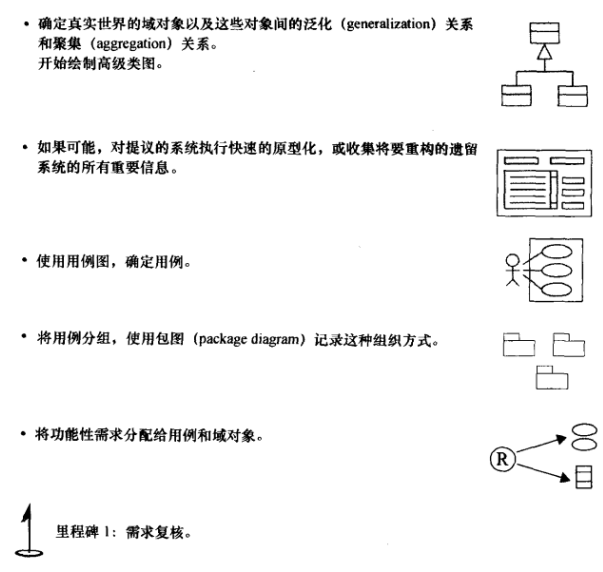 • 确定真实世界的域对象以及这些对象间的泛化（generalization）关系
和聚集（aggregation）关系。
开始绘制高级类图。
• 如果可能，对提议的系统执行快速的原型化，或收集将要重构的遗留
系统的所有重要信息。
• 使用用例图，确定用例。
• 将用例分组，使用包图（package diagram）记录这种组织方式。
• 将功能性需求分配给用例和域对象。
R
里程碑 1：需求复核。